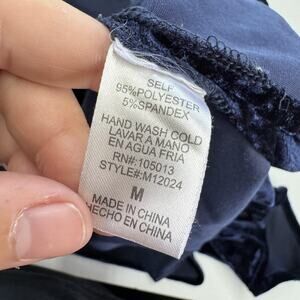 SELF
95%POLYESTER
5%SPANDEX
HAND WASH COLD
LAVAR A MANO
EN AGUA FRIA
RN#:105013
STYLE#:M12024
M
MADE IN CHINA
HECHO EN CHINA